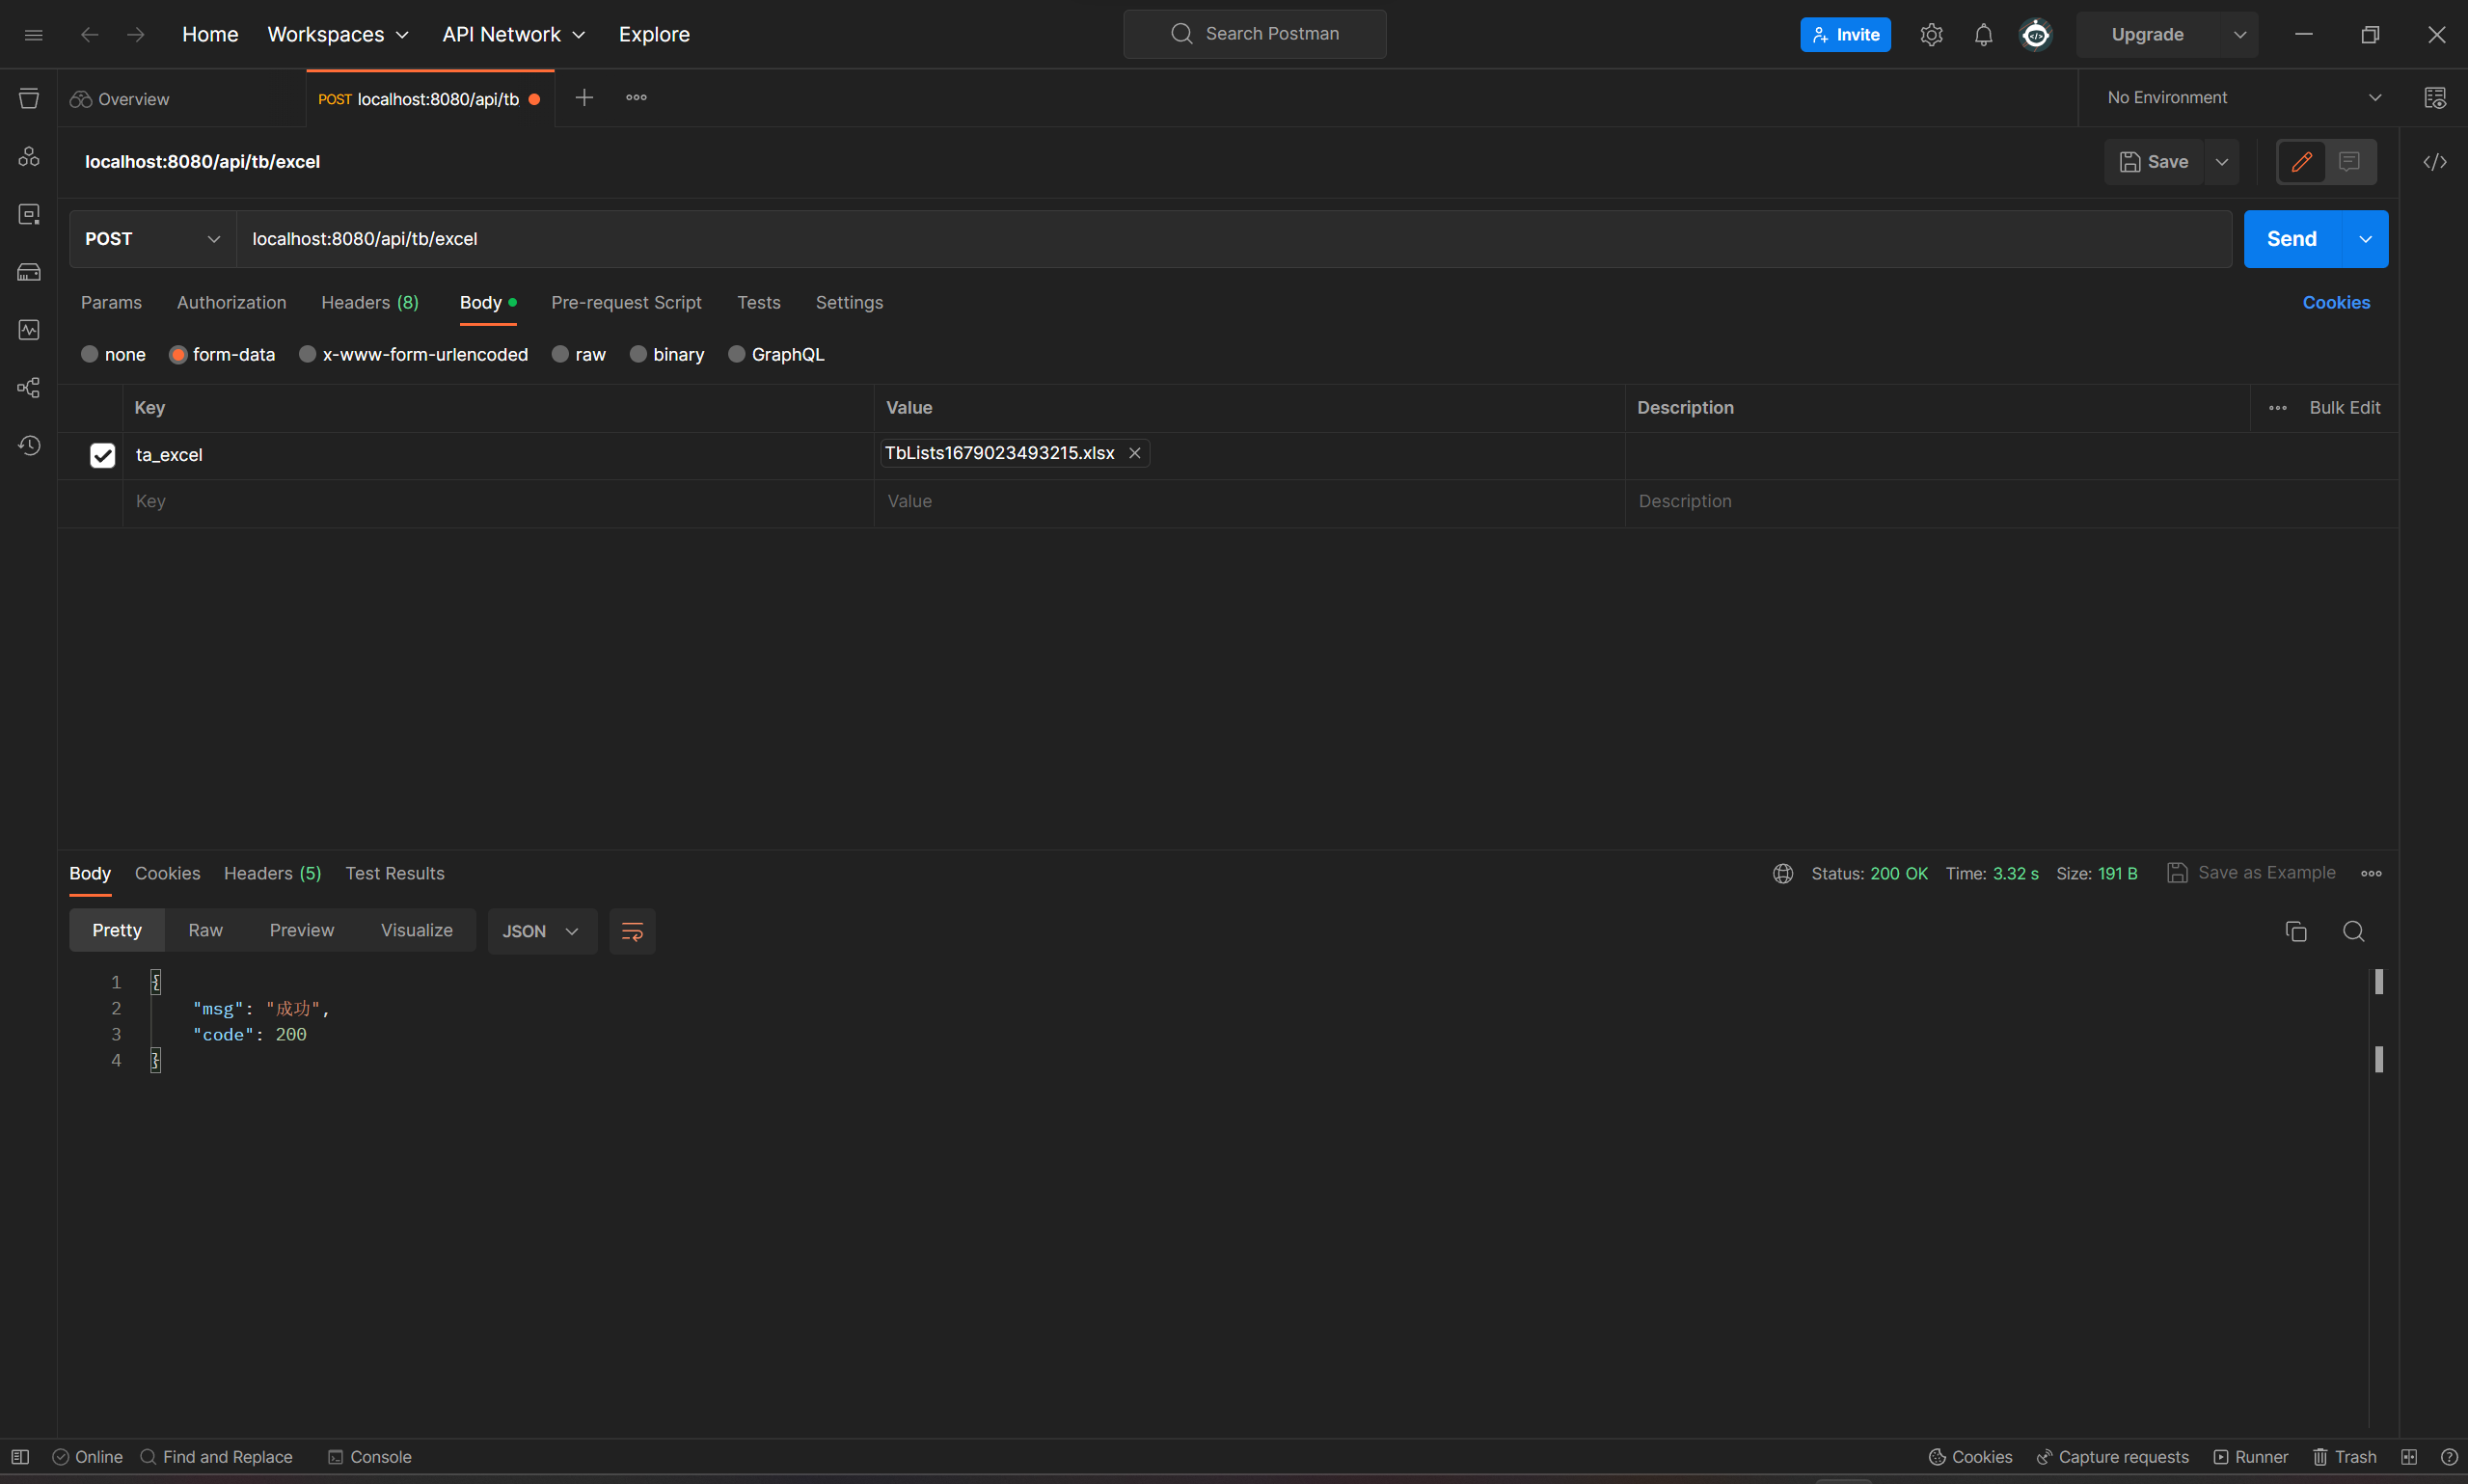 Home Workspaces API Network Explore Search Postman Invite Upgrade
Overview POST localhost:8080/api/tb No Environment
localhost:8080/api/tb/excel Save
POST localhost:8080/api/tb/excel Send
Params Authorization Headers (8) Body Pre-request Script Tests Settings Cookies
none form-data x-www-form-urlencoded raw binary GraphQL
Key Value Description Bulk Edit
ta_excel TbLists1679023493215.xlsx
Key Value Description
Body Cookies Headers (5) Test Results Status: 200 OK Time: 3.32 s Size: 191 B Save as Example
Pretty Raw Preview Visualize JSON
1 {
2 "msg": "成功",
3 "code": 200
4 }
Online Find and Replace Console Cookies Capture requests Runner Trash